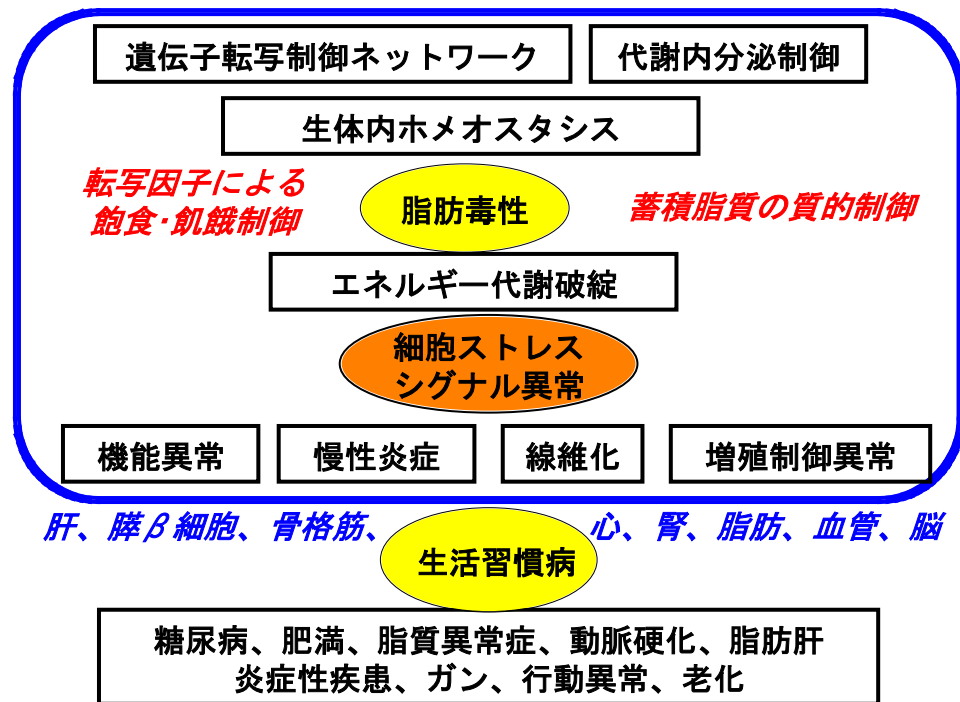 遺伝子転写制御ネットワーク
代謝内分泌制御
生体内ホメオスタシス
転写因子による
飽食・飢餓制御
脂肪毒性
蓄積脂質の質的制御
エネルギー代謝破綻
細胞ストレス
シグナル異常
機能異常
慢性炎症
線維化
増殖制御異常
肝、膵β細胞、骨格筋、
心、腎、脂肪、血管、脳
生活習慣病
糖尿病、肥満、脂質異常症、動脈硬化、脂肪肝
炎症性疾患、ガン、行動異常、老化